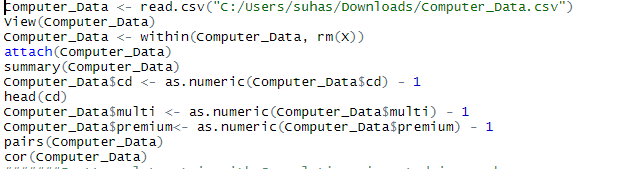 Computer_Data <- read.csv("C:/Users/suhas/Downloads/Computer_Data.csv")
View(Computer_Data)
Computer_Data <- within(Computer_Data, rm(X))
attach(Computer_Data)
summary(Computer_Data)
Computer_Data$cd <- as.numeric(Computer_Data$cd) - 1
head(cd)
Computer_Data$multi <- as.numeric(Computer_Data$multi) - 1
Computer_Data$premium<- as.numeric(Computer_Data$premium) - 1
pairs(Computer_Data)
cor(Computer_Data)